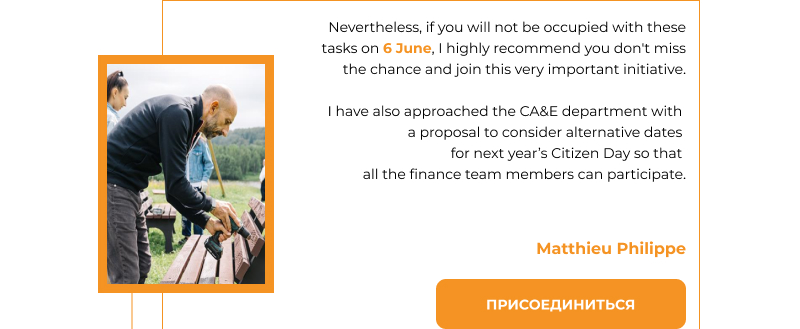 Nevertheless, if you will not be occupied with these
tasks on 6 June, I highly recommend you don't miss
the chance and join this very important initiative.
I have also approached the CA&E department with
a proposal to consider alternative dates
for next year's Citizen Day so that
all the finance team members can participate.
Matthieu Philippe
ПРИСОЕДИНИТЬСЯ